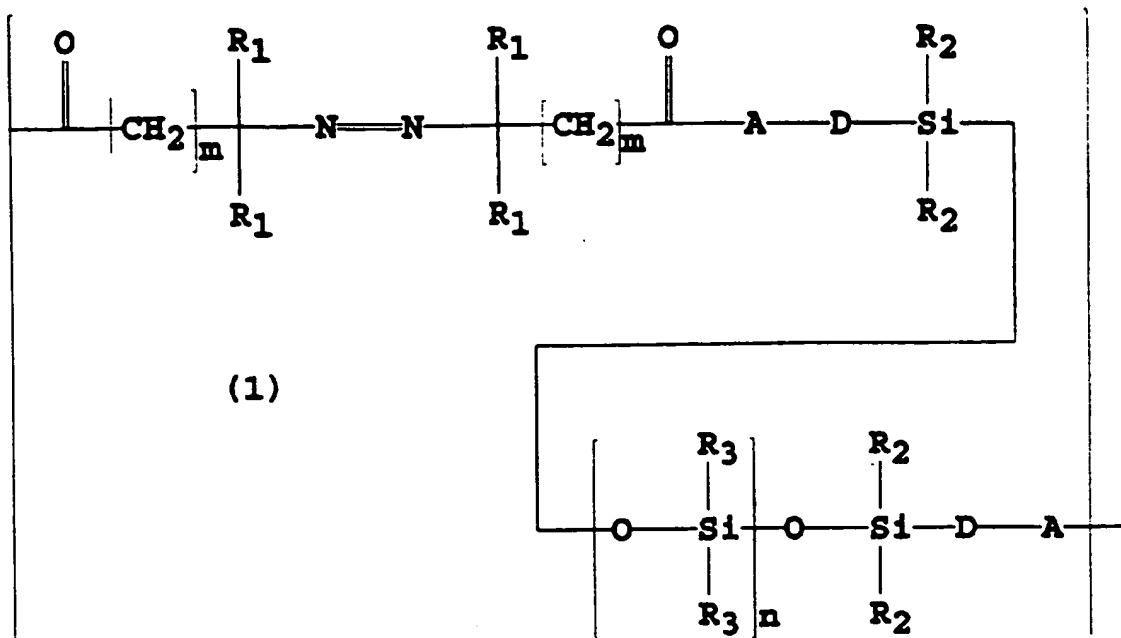 O R1 R1 O R2
CH2 m N N CH2 m A D Si
R1 R1 R2
(1)
R3 R2
O Si O Si D A
R3 n R2